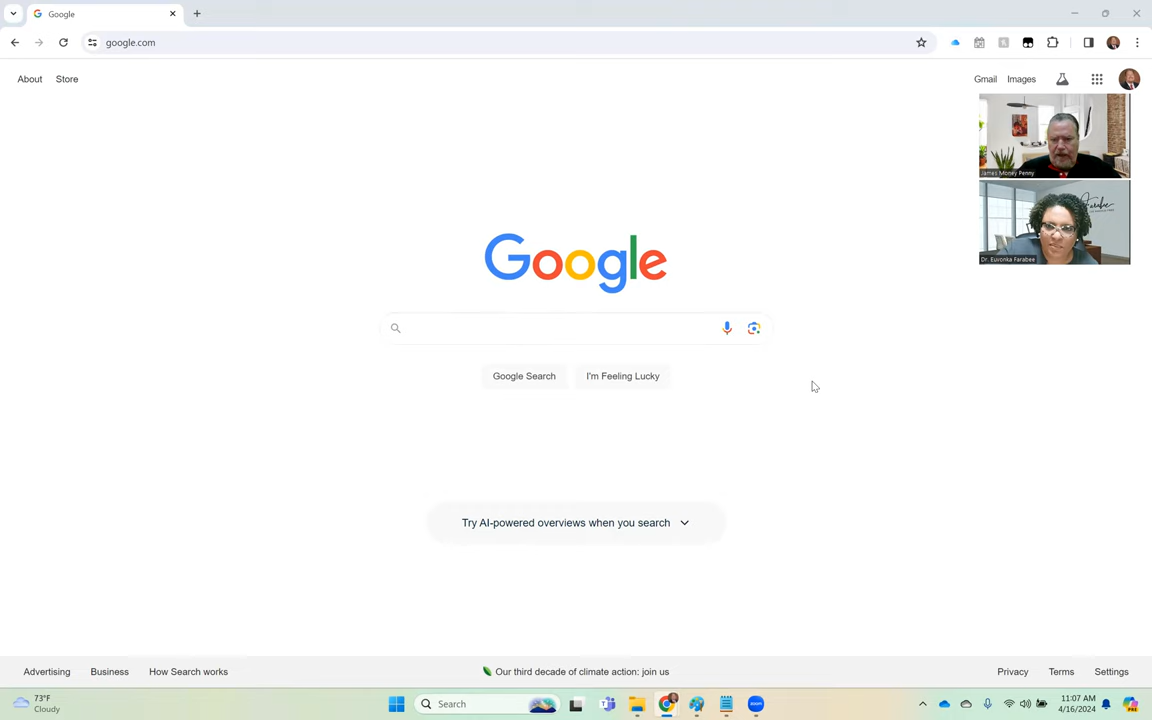 Google
google.com
About
Store
Gmail
Images
James Money Penny
Dr. Euvonka Farabee
Google
Google Search
I'm Feeling Lucky
Try AI-powered overviews when you search
Advertising
Business
How Search works
Our third decade of climate action: join us
Privacy
Terms
Settings
73°F
Cloudy
Search
zoom
11:07 AM
4/16/2024
PRE